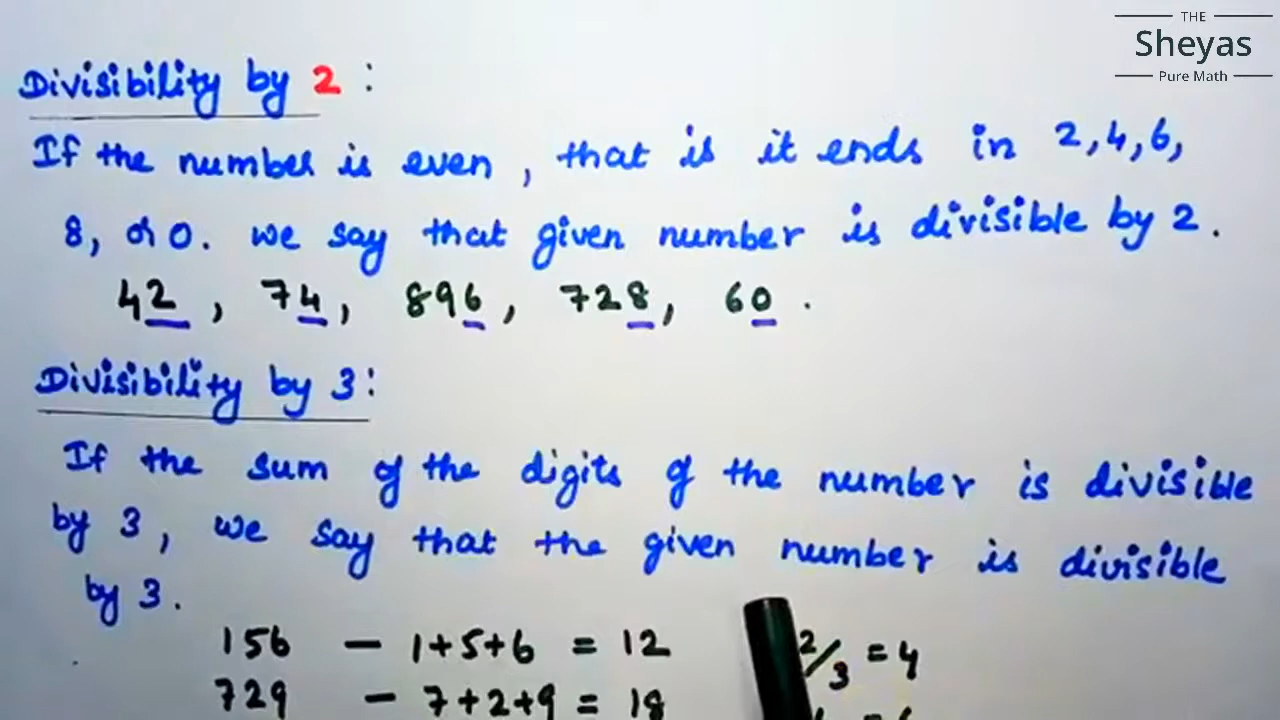 THE
Sheyas
Pure Math
Divisibility by 2 :
If the number is even, that is it ends in 2,4,6,
8, or 0. we say that given number is divisible by 2.
42, 74, 896, 728, 60.
Divisibility by 3:
If the sum of the digits of the number is divisible
by 3, we say that the given number is divisible
by 3.
156 – 1+5+6 = 12 2/3 = 4
729 – 7+2+9 = 18